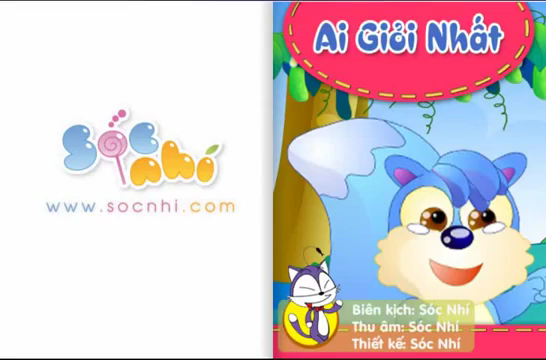 Sóc
nhí
www.socnhi.com
Ai Giỏi Nhất
Biên kịch: Sóc Nhí
Thu âm: Sóc Nhí
Thiết kế: Sóc Nhí